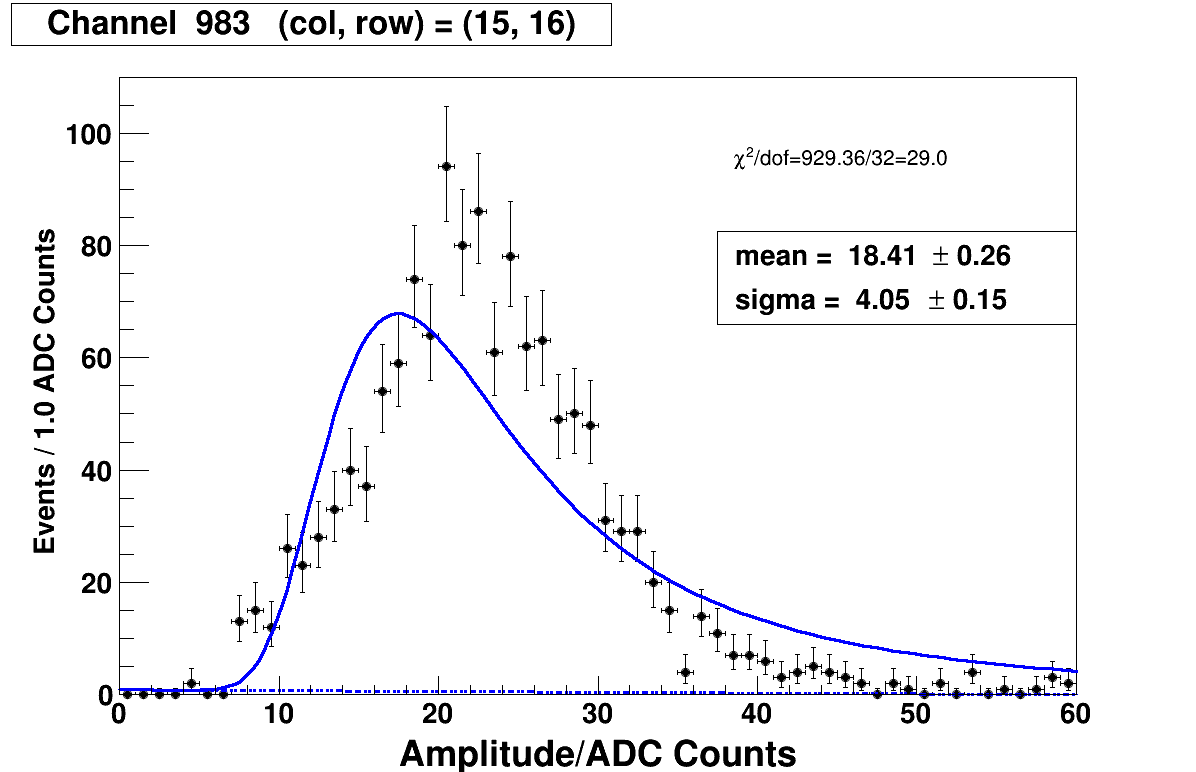 Channel 983 (col, row) = (15, 16)
χ²/dof=929.36/32=29.0
mean = 18.41 ± 0.26
sigma = 4.05 ± 0.15
Events / 1.0 ADC Counts
100
80
60
40
20
0
0 10 20 30 40 50 60
Amplitude/ADC Counts